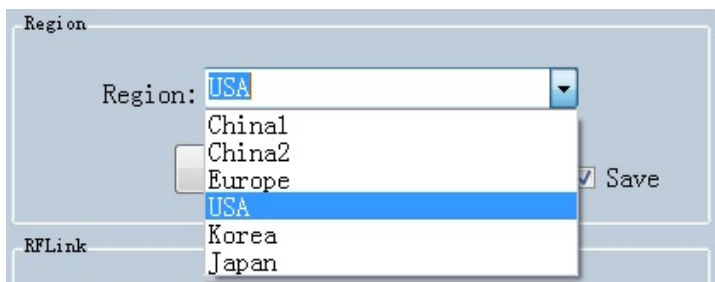 Region
Region: USA
China1
China2
Europe
Save
USA
Korea
RFLink
Japan